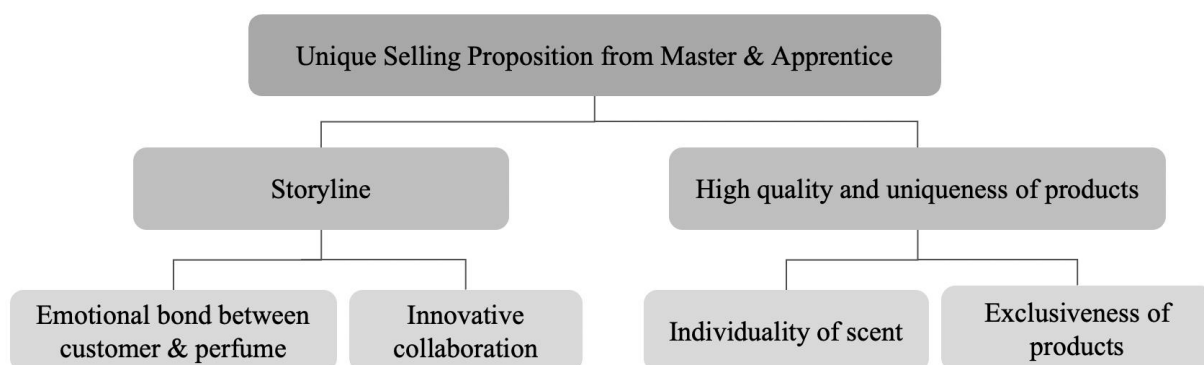 Unique Selling Proposition from Master & Apprentice
Storyline
High quality and uniqueness of products
Emotional bond between
customer & perfume
Innovative
collaboration
Individuality of scent
Exclusiveness of
products